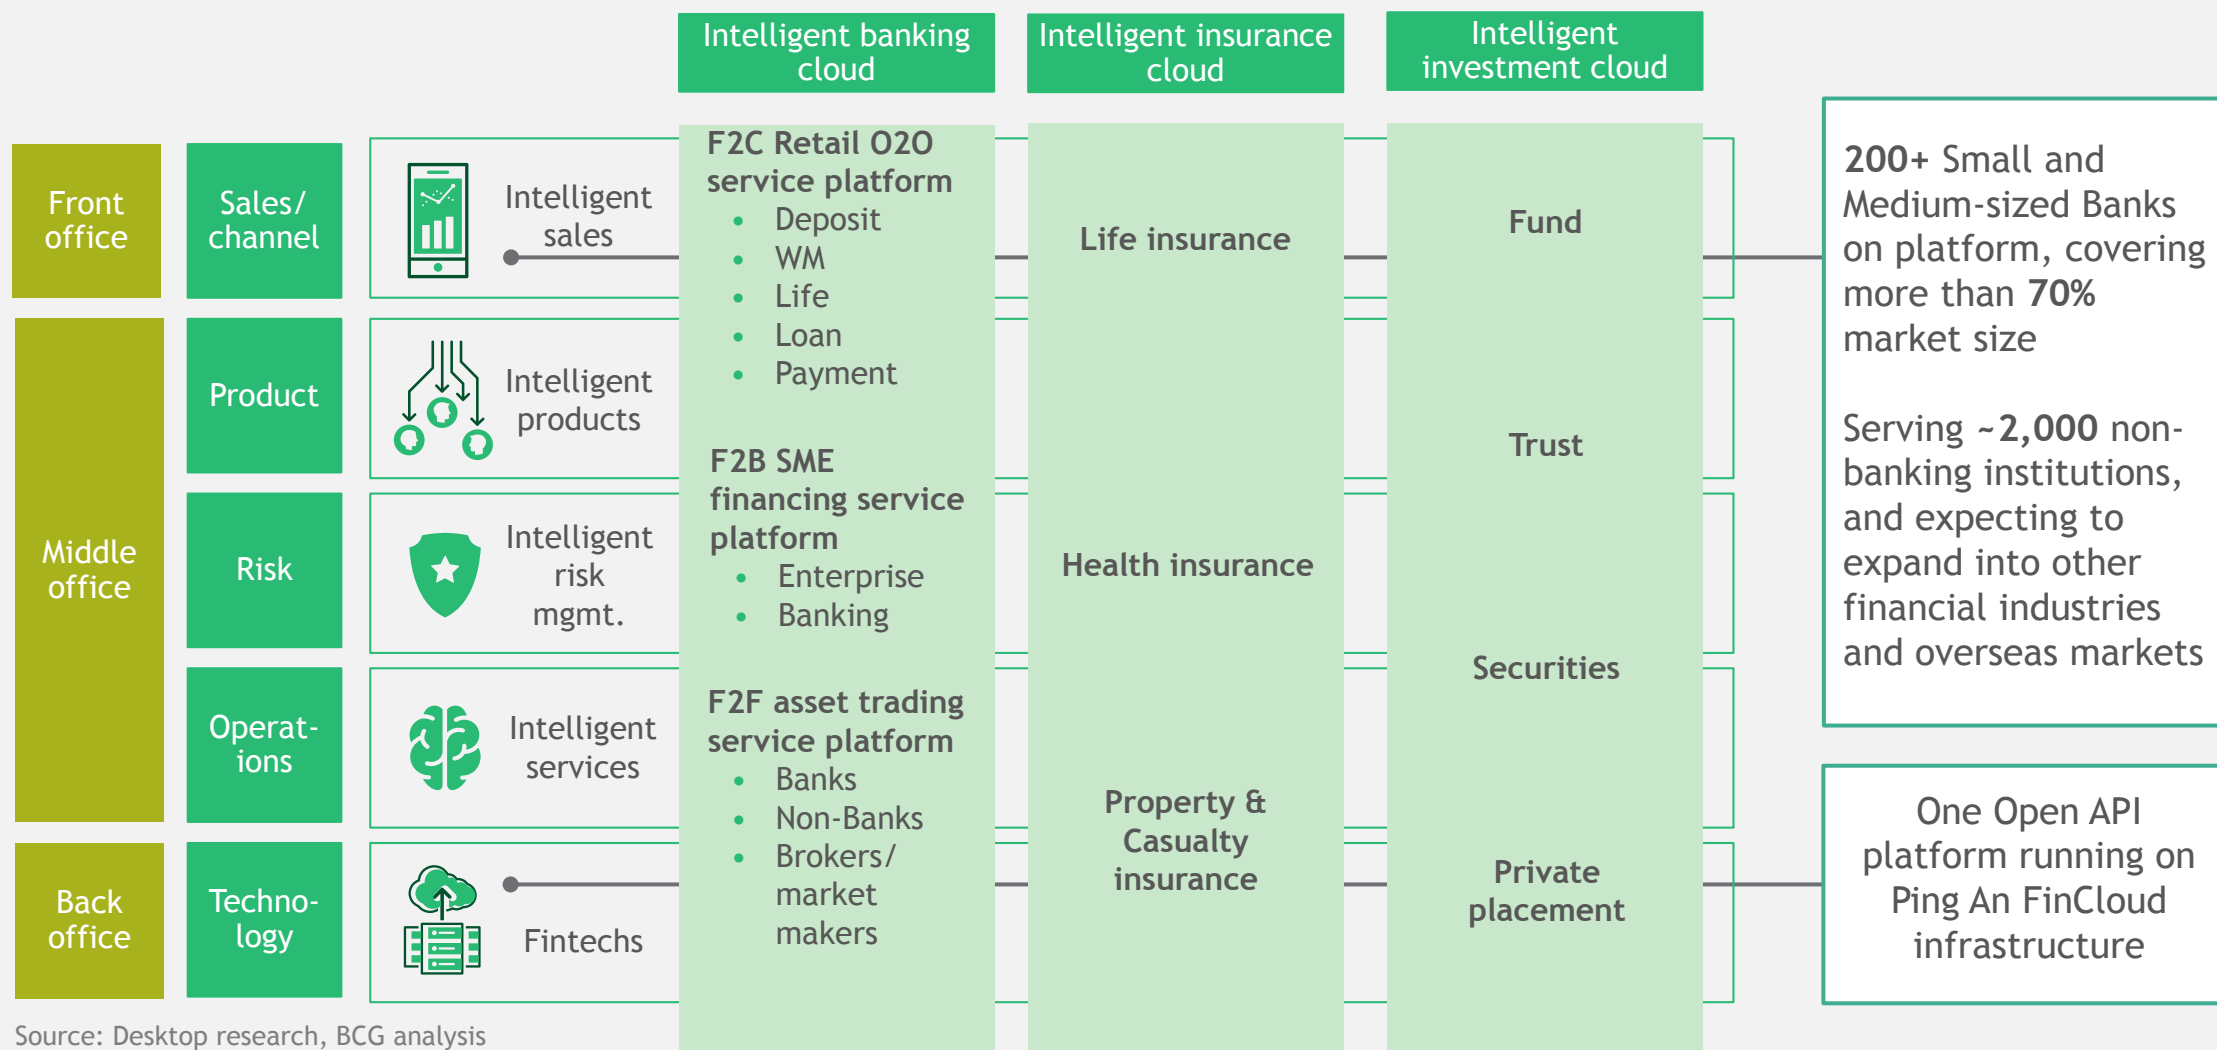 Intelligent banking
cloud
Intelligent insurance
cloud
Intelligent
investment cloud
Front
office
Sales/
channel
Intelligent
sales
Middle
office
Product
Intelligent
products
Risk
Intelligent
risk
mgmt.
Operat-
ions
Intelligent
services
Back
office
Techno-
logy
Fintechs
F2C Retail O2O
service platform
• Deposit
• WM
• Life
• Loan
• Payment
F2B SME
financing service
platform
• Enterprise
• Banking
F2F asset trading
service platform
• Banks
• Non-Banks
• Brokers/
market
makers
Life insurance
Health insurance
Property &
Casualty
insurance
Fund
Trust
Securities
Private
placement
200+ Small and
Medium-sized Banks
on platform, covering
more than 70%
market size
Serving ~2,000 non-
banking institutions,
and expecting to
expand into other
financial industries
and overseas markets
One Open API
platform running on
Ping An FinCloud
infrastructure
Source: Desktop research, BCG analysis